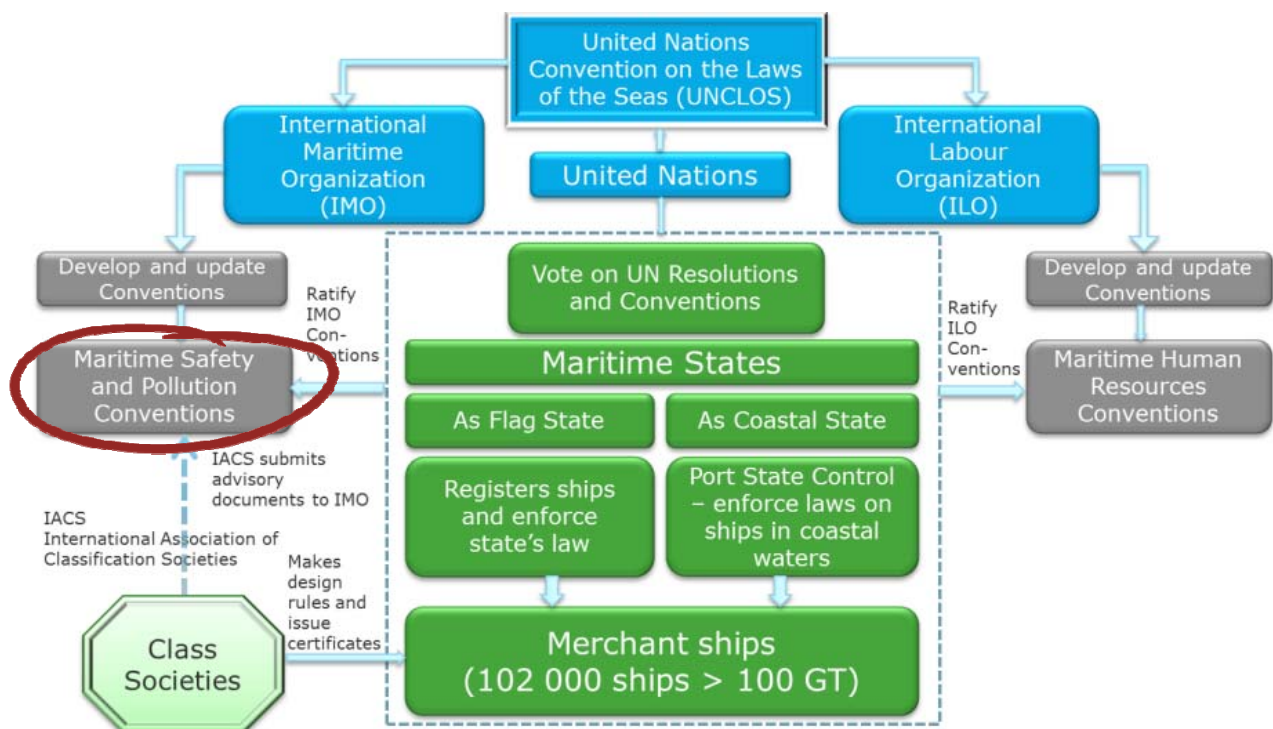 United Nations
Convention on the Laws
of the Seas (UNCLOS)
International
Maritime
Organization
(IMO)
United Nations
International
Labour
Organization
(ILO)
Develop and update
Conventions
Ratify
IMO
Con-
ventions
Maritime Safety
and Pollution
Conventions
Vote on UN Resolutions
and Conventions
Maritime States
As Flag State
As Coastal State
Registers ships
and enforce
state's law
Port State Control
– enforce laws on
ships in coastal
waters
Merchant ships
(102 000 ships > 100 GT)
Ratify
ILO
Con-
ventions
Develop and update
Conventions
Maritime Human
Resources
Conventions
IACS submits
advisory
documents to IMO
IACS
International Association of
Classification Societies
Makes
design
rules and
issue
certificates
Class
Societies